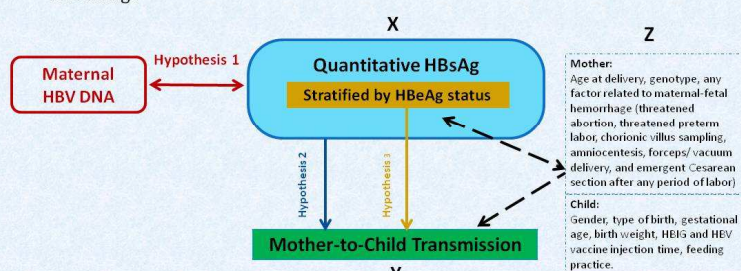 X
Z
Hypothesis 1
Maternal
HBV DNA
Quantitative HBsAg
Stratified by HBeAg status
Hypothesis 2
Hypothesis
Mother-to-Child Transmission
Mother:
Age at delivery, genotype, any
factor related to maternal-fetal
hemorrhage (threatened
abortion, threatened preterm
labor, chorionic villus sampling,
amniocentesis, forceps/ vacuum
delivery, and emergent Cesarean
section after any period of labor)
Child:
Gender, type of birth, gestational
age, birth weight, HBIG and HBV
vaccine injection time, feeding
practice.